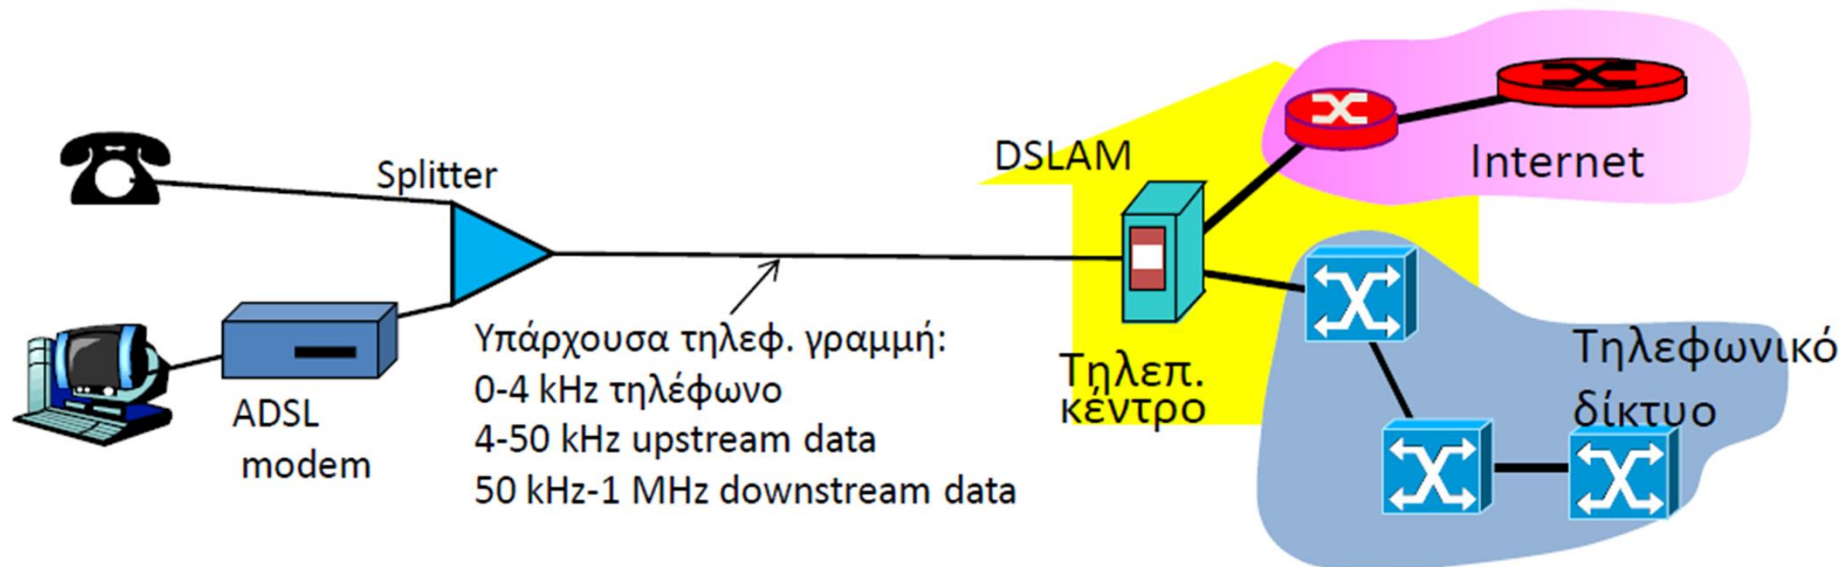 Splitter
ADSL
modem
Υπάρχουσα τηλεφ. γραμμή:
0-4 kHz τηλέφωνο
4-50 kHz upstream data
50 kHz-1 MHz downstream data
DSLAM
Τηλεπ.
κέντρο
Internet
Τηλεφωνικό
δίκτυο